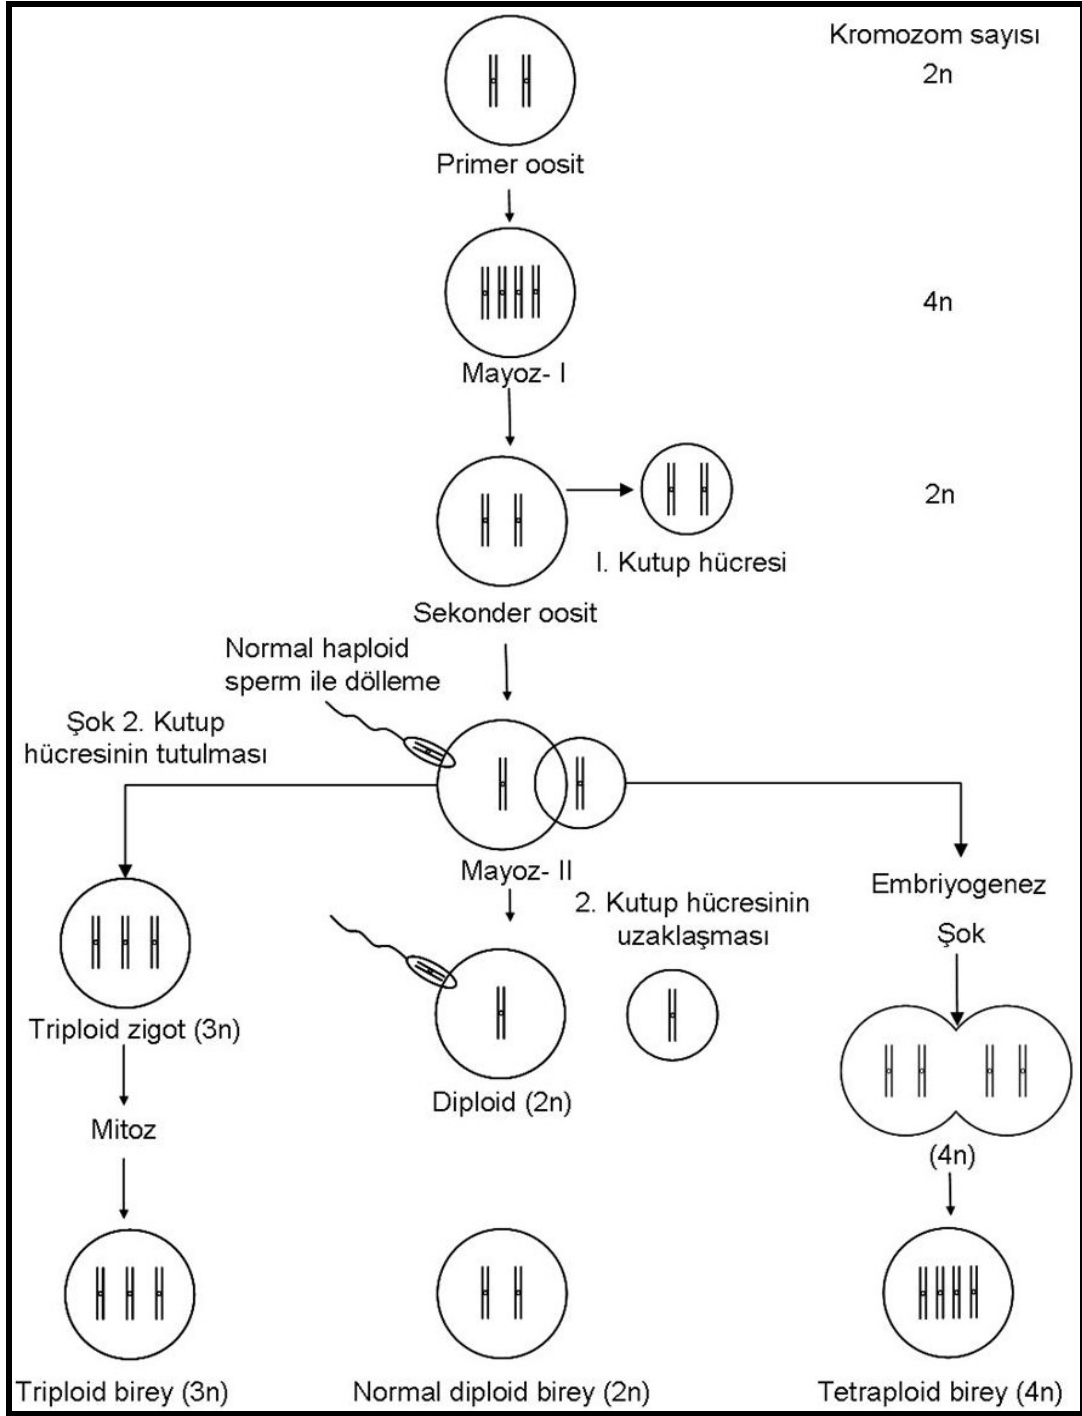 Kromozom sayısı
2n
Primer oosit
4n
Mayoz- I
2n
I. Kutup hücresi
Sekonder oosit
Normal haploid
sperm ile dölleme
Şok 2. Kutup
hücresinin tutulması
Mayoz- II
Embriyogenez
Şok
2. Kutup hücresinin
uzaklaşması
Triploid zigot (3n)
Diploid (2n)
Mitoz
(4n)
Triploid birey (3n)
Normal diploid birey (2n)
Tetraploid birey (4n)